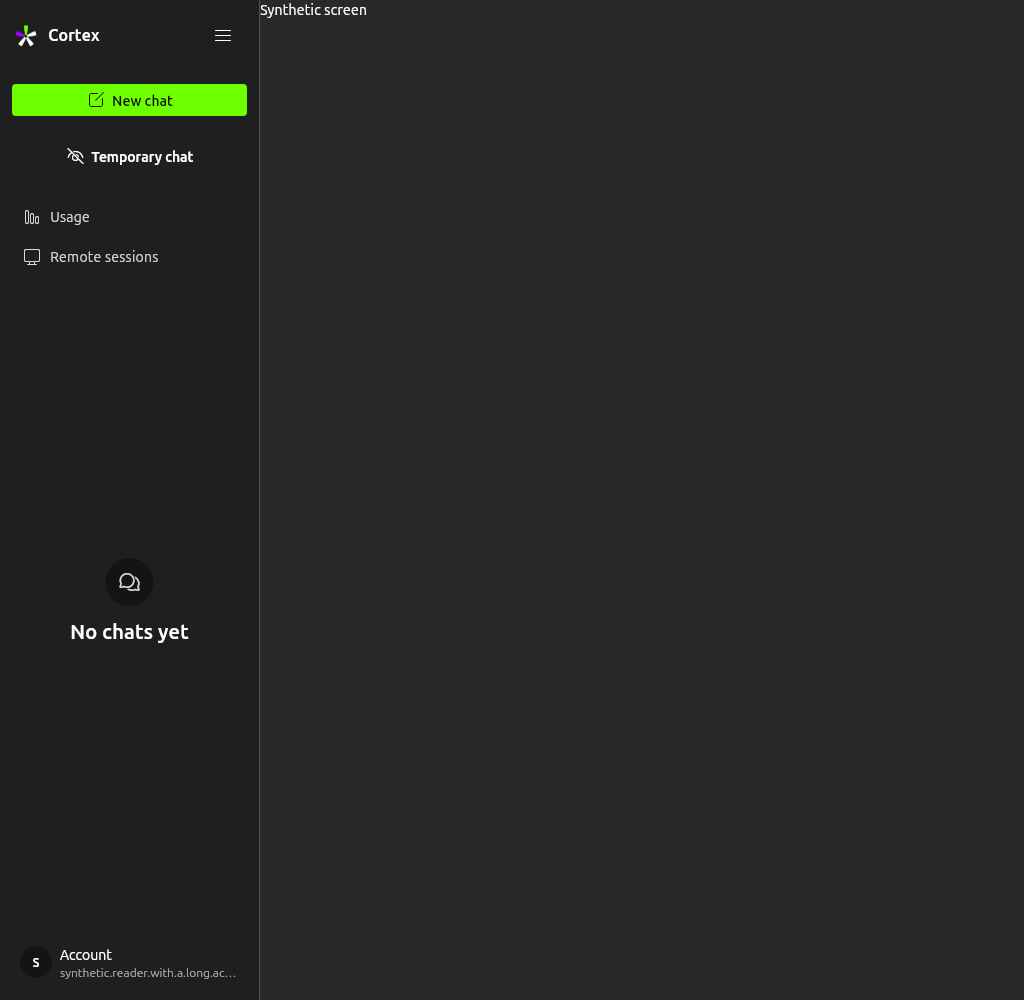 Cortex
New chat
Temporary chat
Usage
Remote sessions
No chats yet
S
Account
synthetic.reader.with.a.long.ac...
Synthetic screen